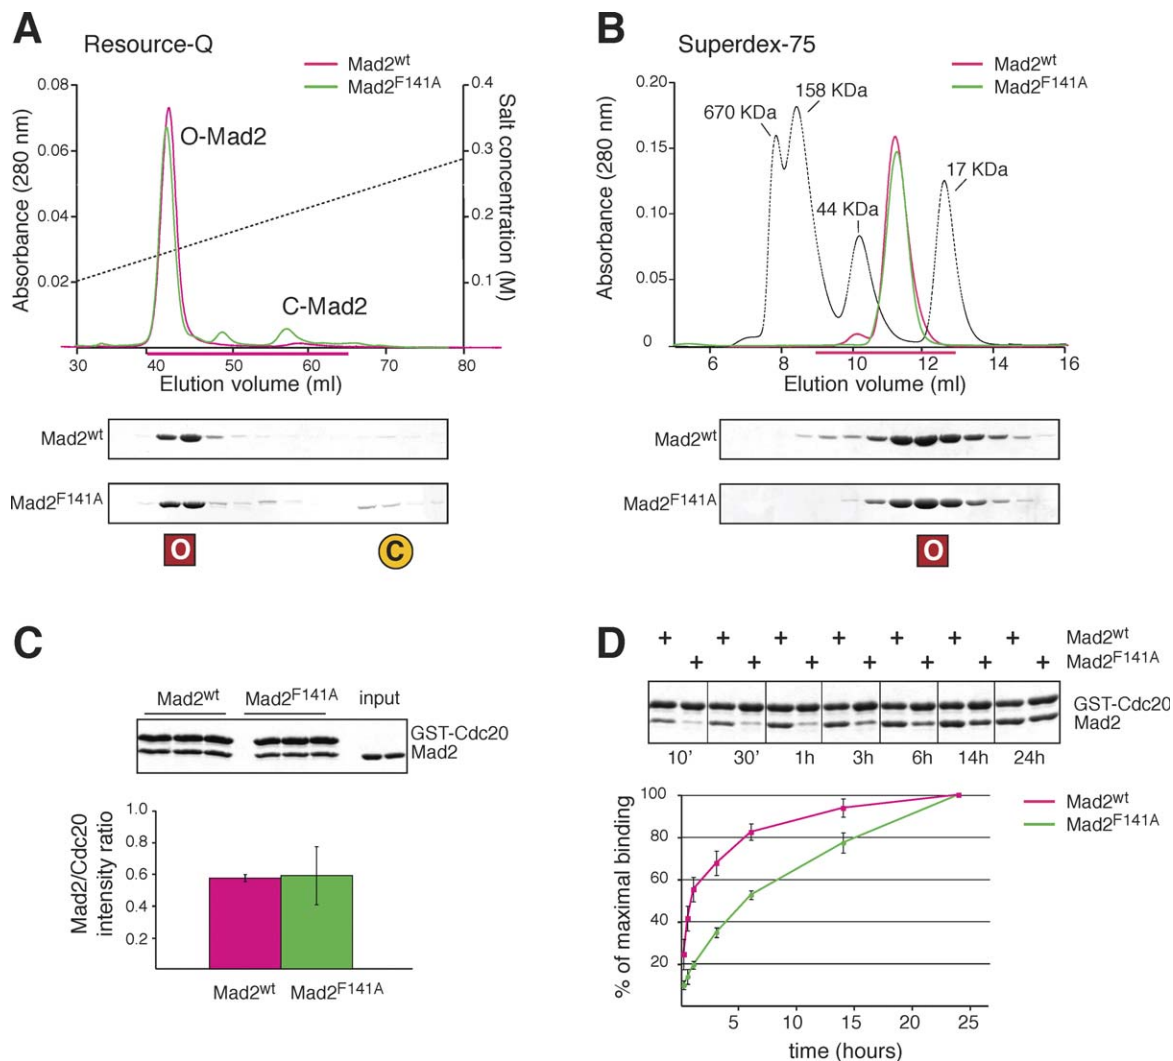 A
Resource-Q
Mad2wt
Mad2F141A
0.08
0.06
0.04
0.02
Absorbance (280 nm)
0.4
0.3
0.2
0.1
Salt concentration (M)
O-Mad2
C-Mad2
30 40 50 60 70 80
Elution volume (ml)
Mad2wt
Mad2F141A
O
C
B
Superdex-75
Mad2wt
Mad2F141A
0.20
0.15
0.10
0.05
0
Absorbance (280 nm)
670 KDa
158 KDa
44 KDa
17 KDa
6 8 10 12 14 16
Elution volume (ml)
Mad2wt
Mad2F141A
O
C
Mad2wt Mad2F141A input
GST-Cdc20
Mad2
1.0
0.8
0.6
0.4
0.2
Mad2/Cdc20
intensity ratio
Mad2wt Mad2F141A
D
+ + + + + + + Mad2wt
+ + + + + + + Mad2F141A
GST-Cdc20
Mad2
10’ 30’ 1h 3h 6h 14h 24h
100
80
60
40
20
% of maximal binding
Mad2wt
Mad2F141A
5 10 15 20 25
time (hours)